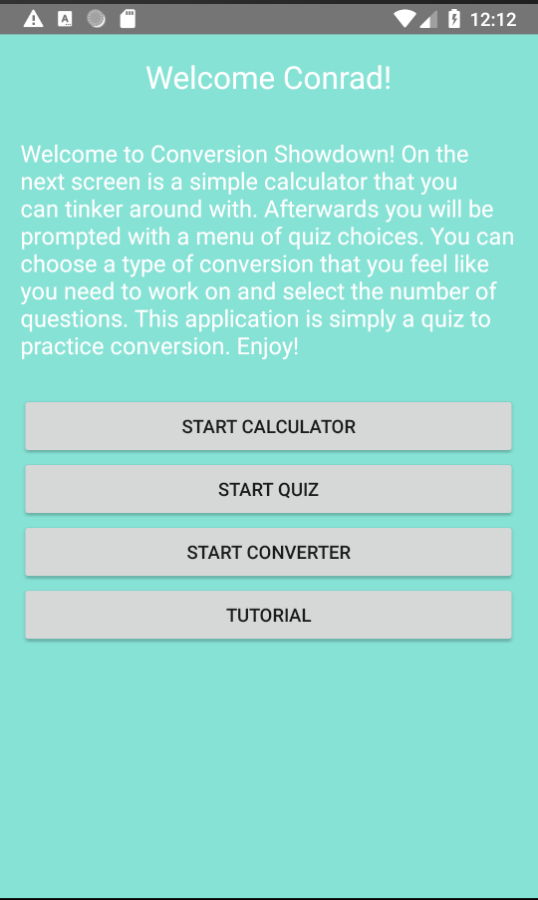 12:12
Welcome Conrad!
Welcome to Conversion Showdown! On the
next screen is a simple calculator that you
can tinker around with. Afterwards you will be
prompted with a menu of quiz choices. You can
choose a type of conversion that you feel like
you need to work on and select the number of
questions. This application is simply a quiz to
practice conversion. Enjoy!
START CALCULATOR
START QUIZ
START CONVERTER
TUTORIAL